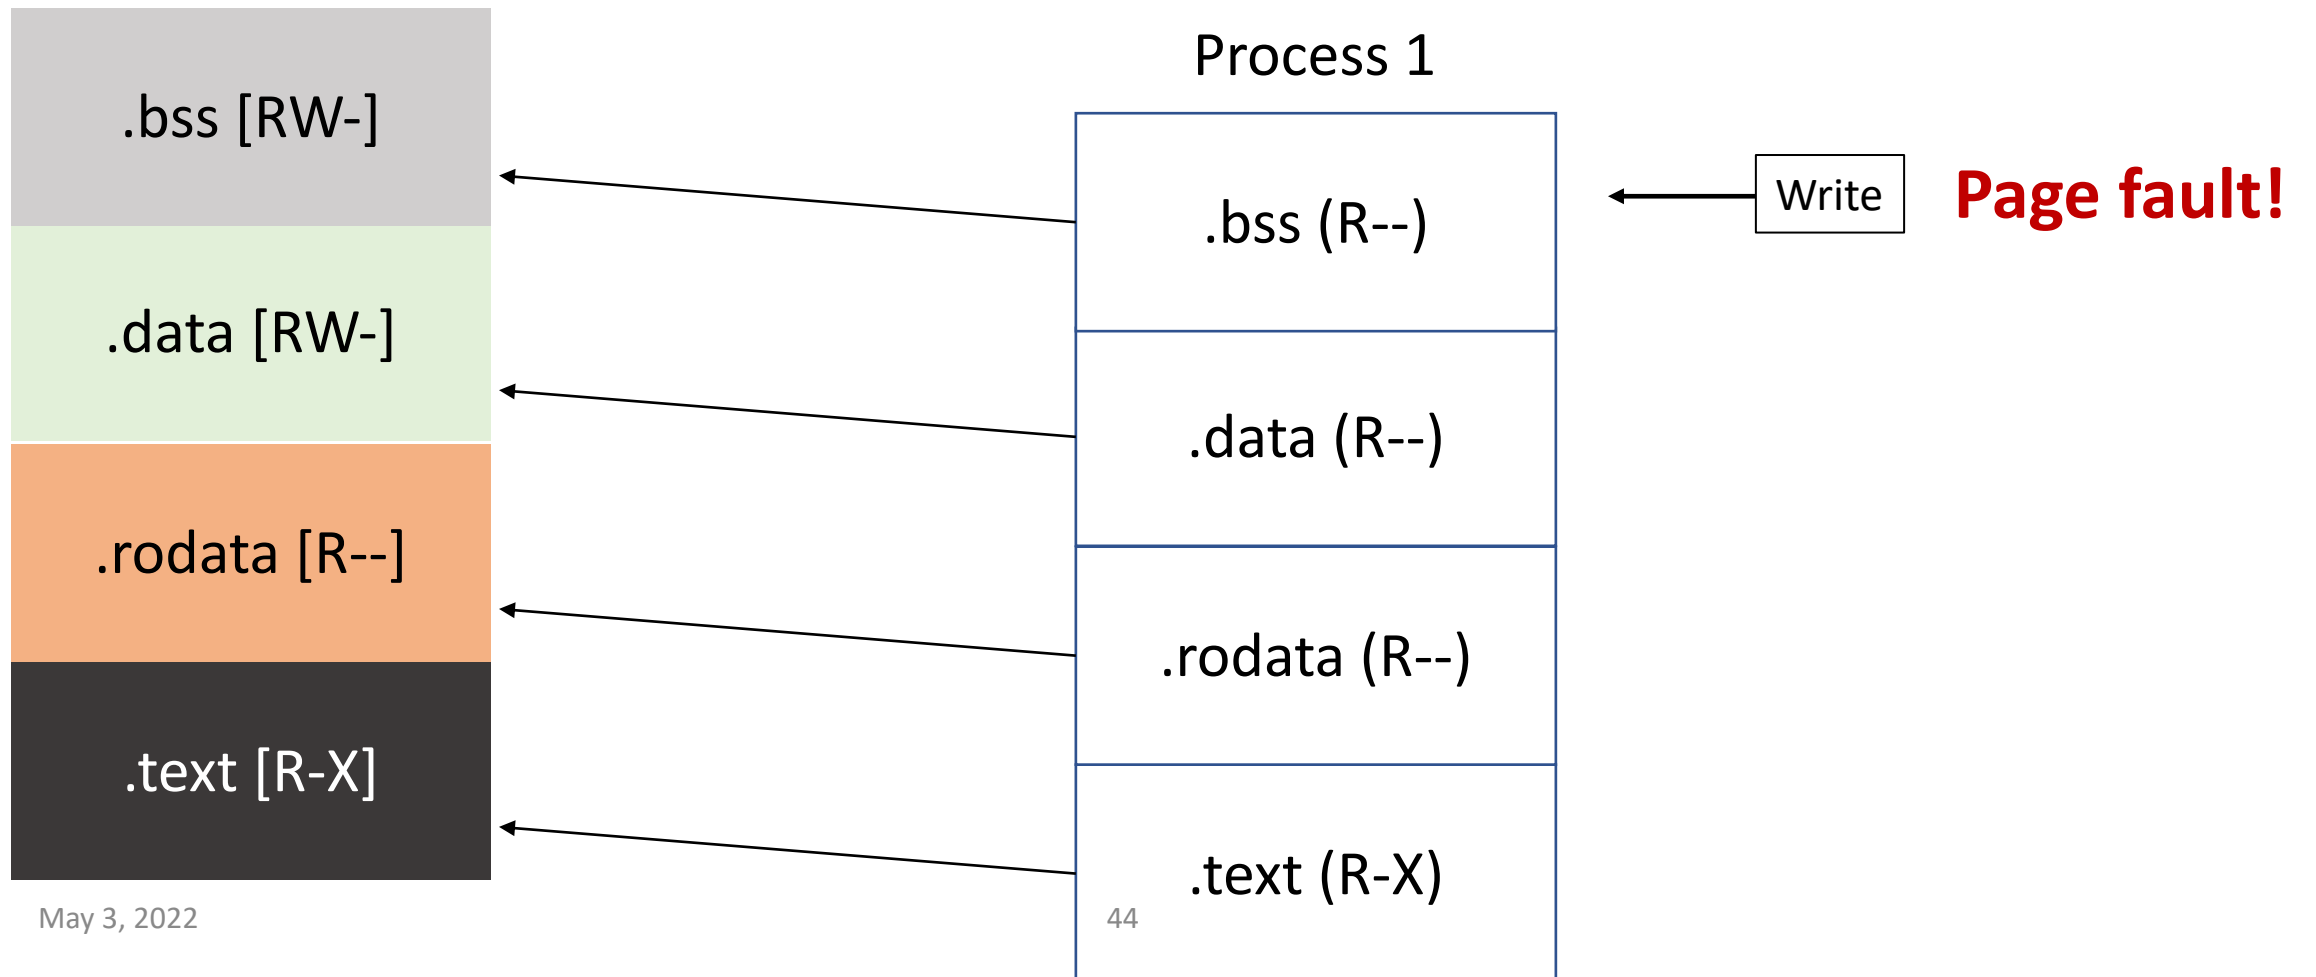 .bss [RW-]
.data [RW-]
.rodata [R--]
.text [R-X]
Process 1
.bss (R--)
.data (R--)
.rodata (R--)
.text (R-X)
Write
Page fault!
May 3, 2022
44